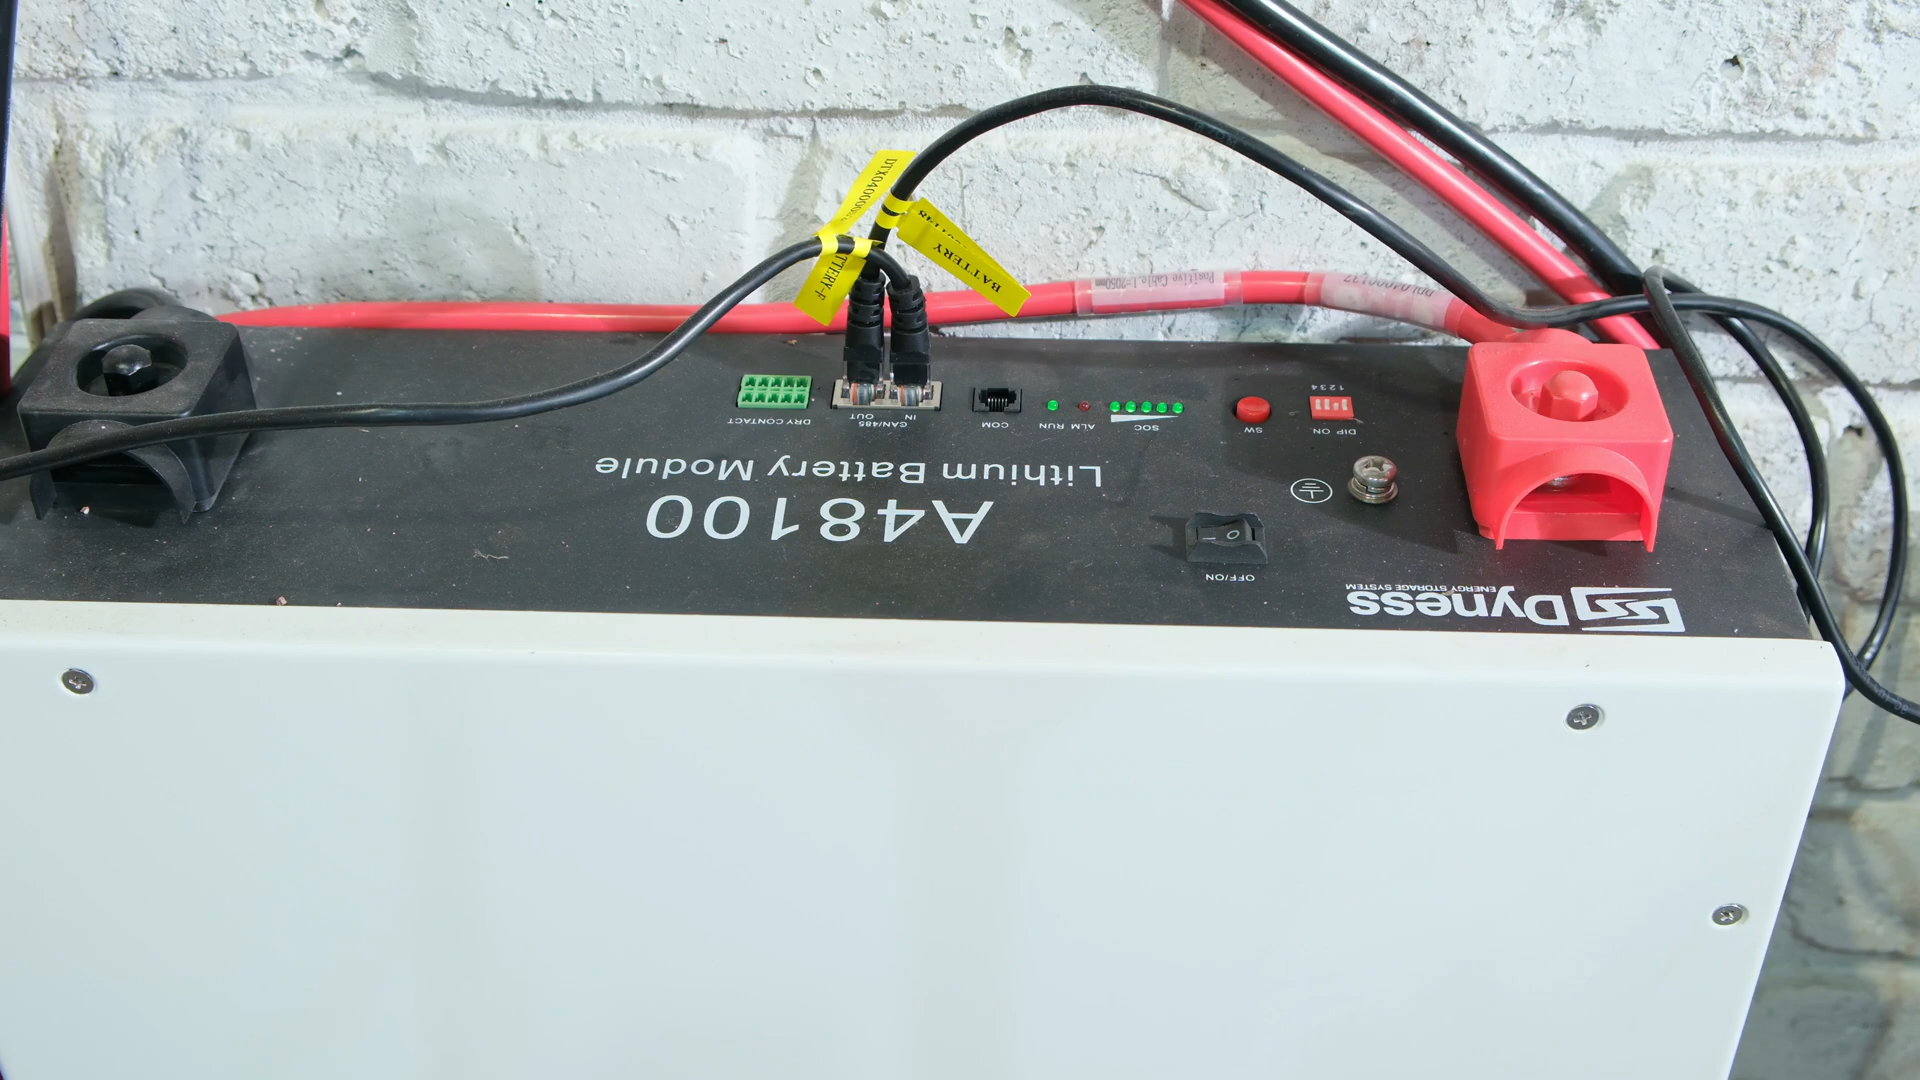 Dyness
ENERGY STORAGE SYSTEM
OFF/ON
A48100
Lithium Battery Module
DIP ON
1 2 3 4
SW
SOC
ALM RUN
COM
CAN/485
IN OUT
DRY CONTACT
BATTERY
Positive Cable L=2050mm